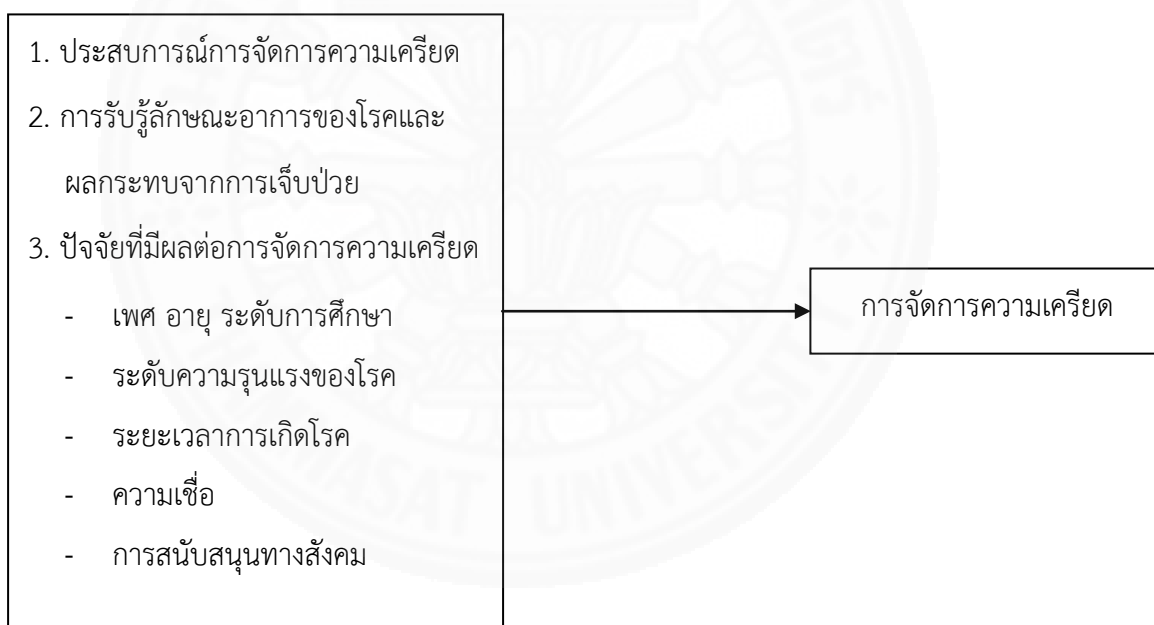 1. ประสบการณ์การจัดการความเครียด
2. การรับรู้ลักษณะอาการของโรคและ
ผลกระทบจากการเจ็บป่วย
3. ปัจจัยที่มีผลต่อการจัดการความเครียด
- เพศ อายุ ระดับการศึกษา
- ระดับความรุนแรงของโรค
- ระยะเวลาการเกิดโรค
- ความเชื่อ
- การสนับสนุนทางสังคม
การจัดการความเครียด